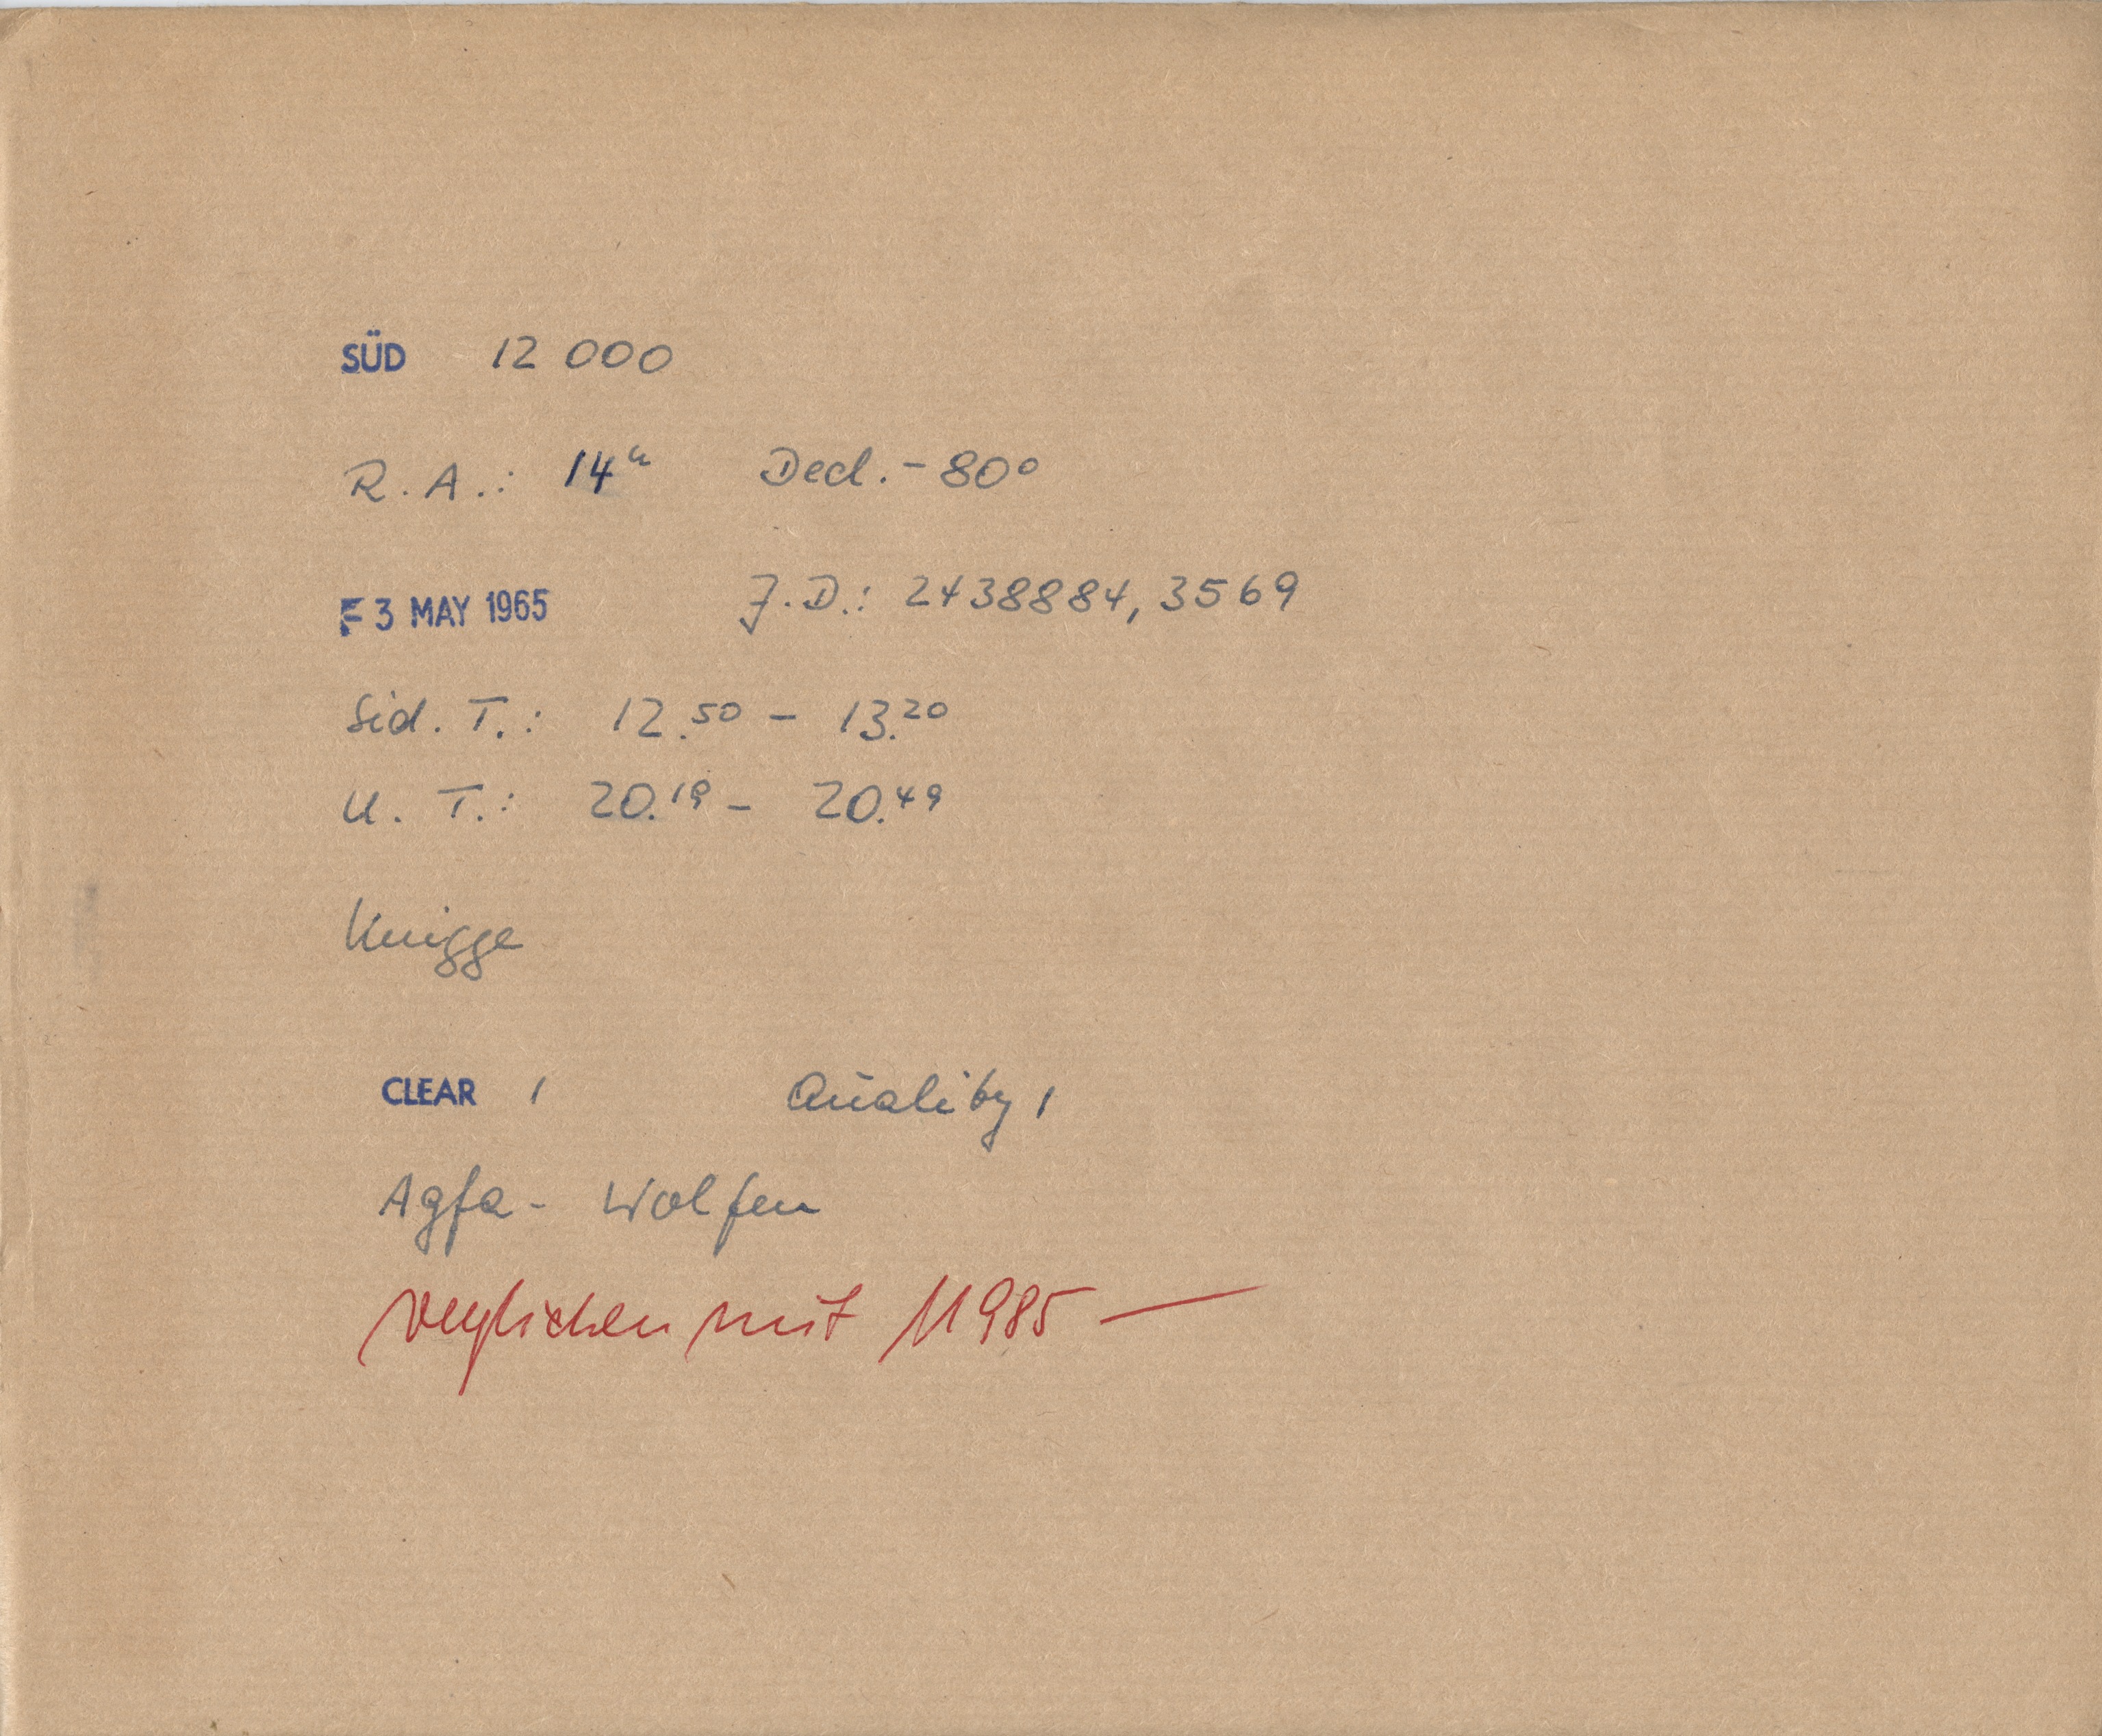 SÜD 12 000
R.A.: 14h Decl. -80°
F 3 MAY 1965 J.D.: 2438884,3569
Sid. T.: 12.50 - 13.20
U. T.: 20.19 - 20.49
Knigge
CLEAR 1 Quality 1
Agfa - Wolfen
verglichen mit 11985 —